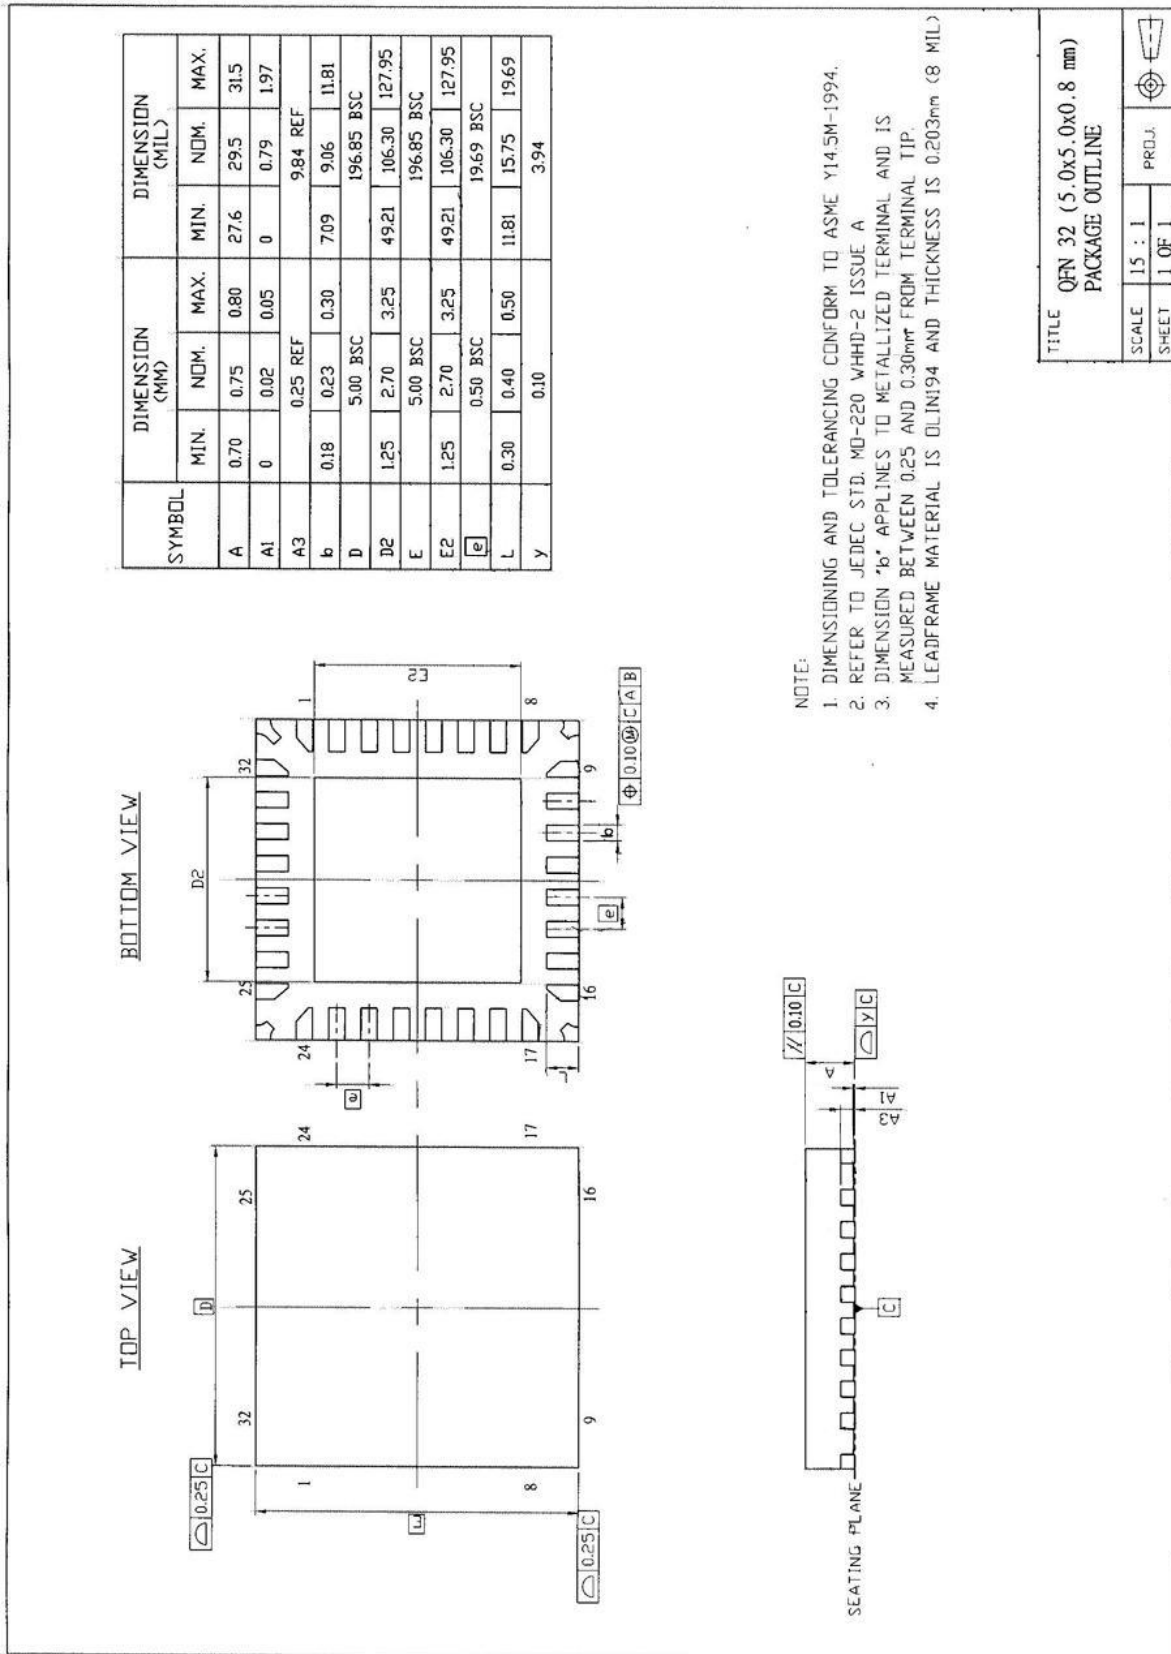 TOP VIEW
D
⌓ 0.25 C
32
25
1
24
E
8
17
9
16
⌓ 0.25 C
BOTTOM VIEW
D2
25
32
24
1
e
E2
17
8
L
16
9
e
b
⌖ 0.10 Ⓜ C A B
SYMBOL DIMENSION (MM) DIMENSION (MIL)
MIN. NOM. MAX. MIN. NOM. MAX.
A 0.70 0.75 0.80 27.6 29.5 31.5
A1 0 0.02 0.05 0 0.79 1.97
A3 0.25 REF 9.84 REF
b 0.18 0.23 0.30 7.09 9.06 11.81
D 5.00 BSC 196.85 BSC
D2 1.25 2.70 3.25 49.21 106.30 127.95
E 5.00 BSC 196.85 BSC
E2 1.25 2.70 3.25 49.21 106.30 127.95
e 0.50 BSC 19.69 BSC
L 0.30 0.40 0.50 11.81 15.75 19.69
y 0.10 3.94
// 0.10 C
A
⌓ y C
A1
A3
SEATING PLANE
C
NOTE:
1. DIMENSIONING AND TOLERANCING CONFORM TO ASME Y14.5M-1994.
2. REFER TO JEDEC STD. MO-220 WHHD-2 ISSUE A
3. DIMENSION "b" APPLINES TO METALLIZED TERMINAL AND IS
MEASURED BETWEEN 0.25 AND 0.30mm FROM TERMINAL TIP.
4. LEADFRAME MATERIAL IS OLIN194 AND THICKNESS IS 0.203mm (8 MIL)
TITLE QFN 32 (5.0x5.0x0.8 mm)
PACKAGE OUTLINE
SCALE 15 : 1 PROJ.
SHEET 1 OF 1